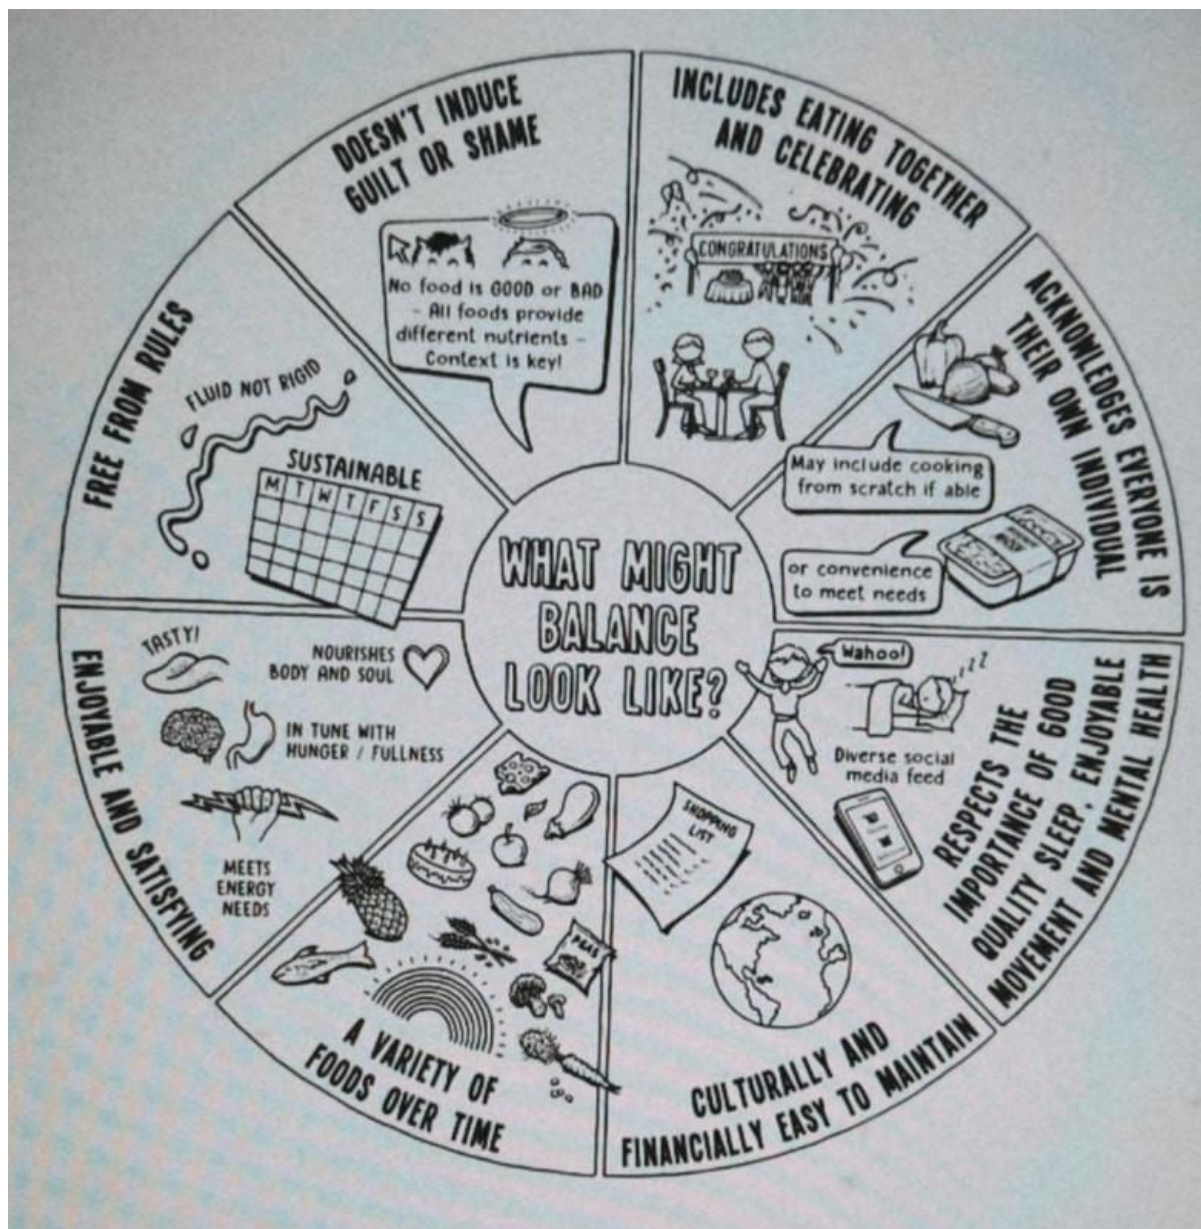 WHAT MIGHT
BALANCE
LOOK LIKE?
INCLUDES EATING TOGETHER
AND CELEBRATING
CONGRATULATIONS
ACKNOWLEDGES EVERYONE IS
THEIR OWN INDIVIDUAL
May include cooking
from scratch if able
or convenience
to meet needs
RESPECTS THE
IMPORTANCE OF GOOD
QUALITY SLEEP, ENJOYABLE
MOVEMENT AND MENTAL HEALTH
Wahoo!
zzz
Diverse social
media feed
SHOPPING
LIST
CULTURALLY AND
FINANCIALLY EASY TO MAINTAIN
PEAS
A VARIETY OF
FOODS OVER TIME
ENJOYABLE AND SATISFYING
TASTY!
NOURISHES
BODY AND SOUL
IN TUNE WITH
HUNGER / FULLNESS
MEETS
ENERGY
NEEDS
FREE FROM RULES
FLUID NOT RIGID
SUSTAINABLE
M T W T F S S
DOESN'T INDUCE
GUILT OR SHAME
No food is GOOD or BAD
- All foods provide
different nutrients -
Context is key!